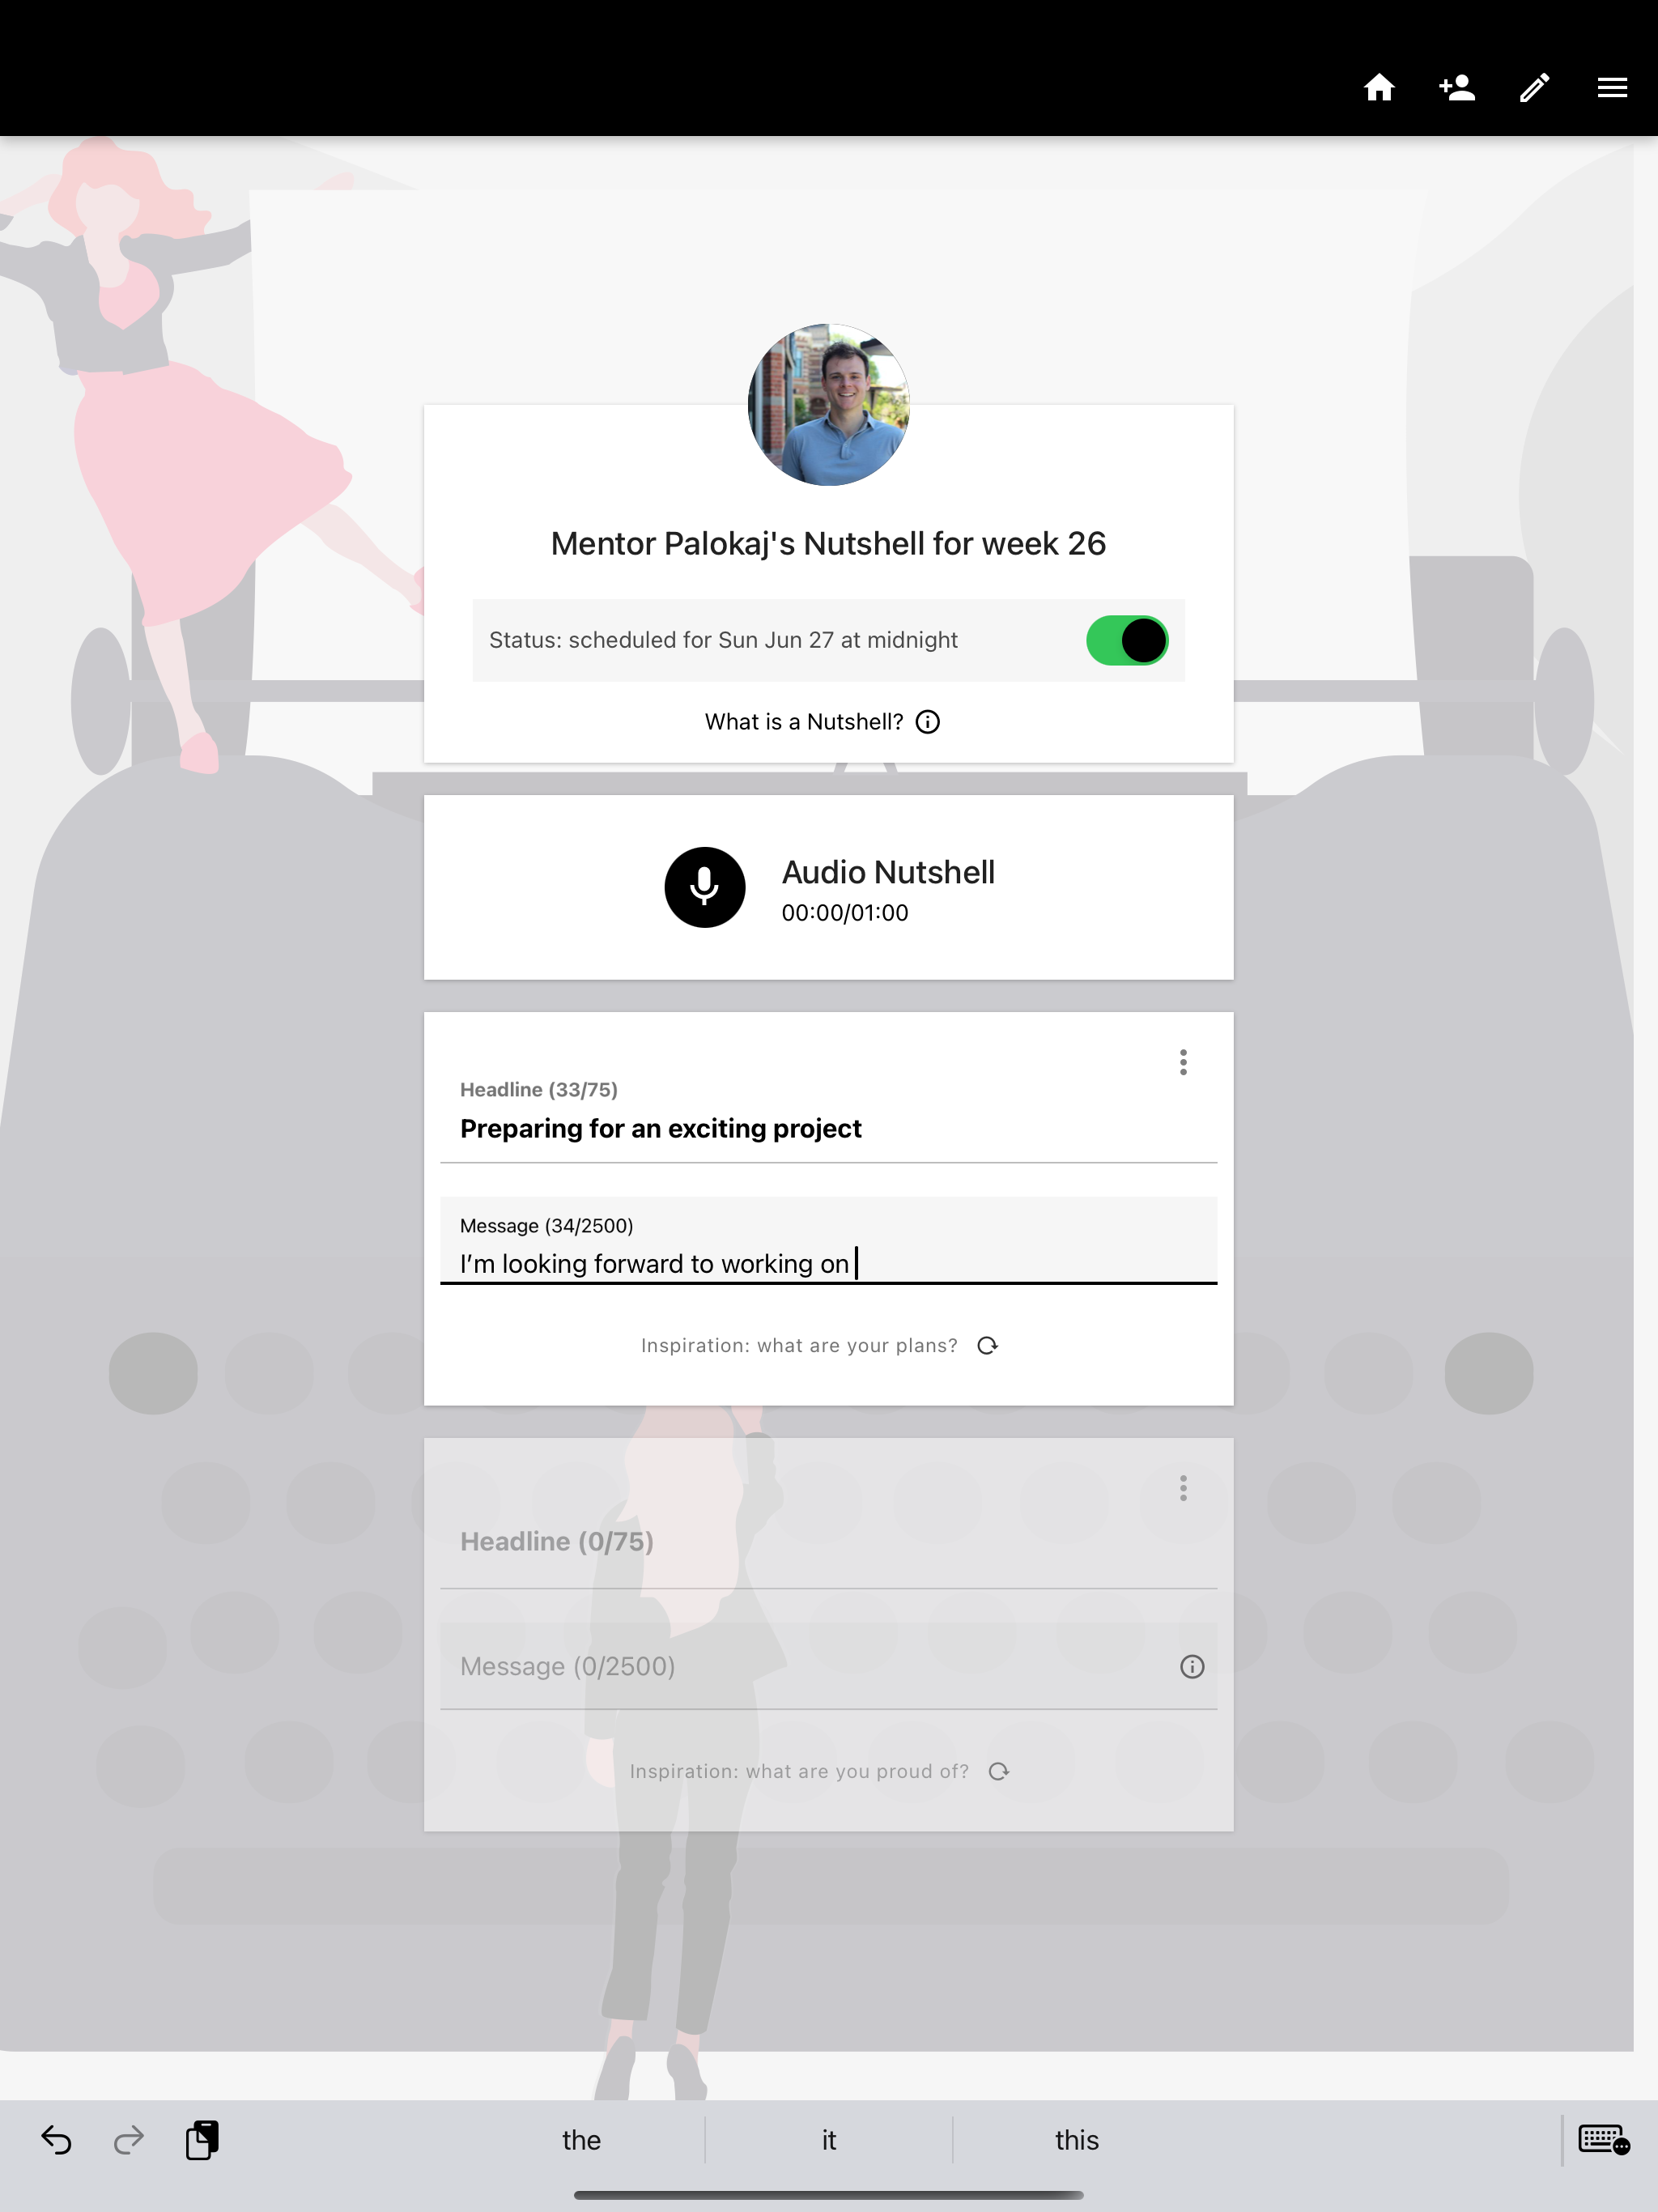 Mentor Palokaj's Nutshell for week 26
Status: scheduled for Sun Jun 27 at midnight
What is a Nutshell?
Audio Nutshell
00:00/01:00
Headline (33/75)
Preparing for an exciting project
Message (34/2500)
I’m looking forward to working on
Inspiration: what are your plans?
Headline (0/75)
Message (0/2500)
Inspiration: what are you proud of?
the it this